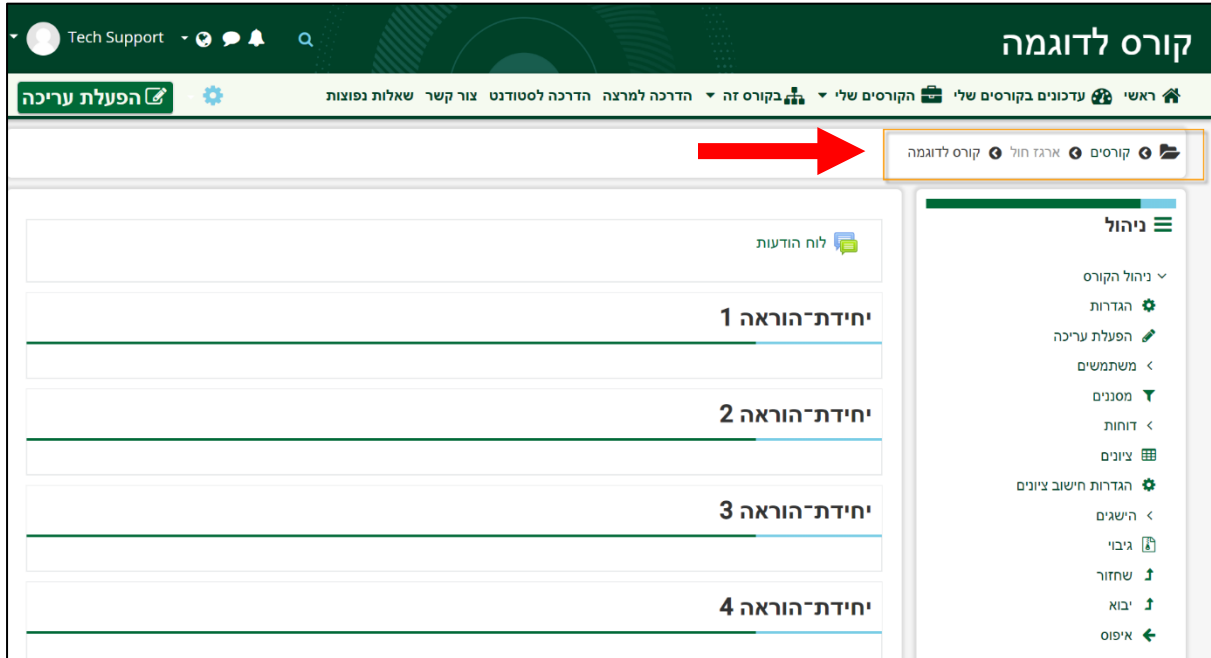 קורס לדוגמה
Tech Support
ראשי עדכונים בקורסים שלי הקורסים שלי בקורס זה הדרכה למרצה הדרכה לסטודנט צור קשר שאלות נפוצות
הפעלת עריכה
קורסים ארגז חול קורס לדוגמה
ניהול
ניהול הקורס
הגדרות
הפעלת עריכה
משתמשים
מסננים
דוחות
ציונים
הגדרות חישוב ציונים
הישגים
גיבוי
שחזור
יבוא
איפוס
לוח הודעות
יחידת־הוראה 1
יחידת־הוראה 2
יחידת־הוראה 3
יחידת־הוראה 4